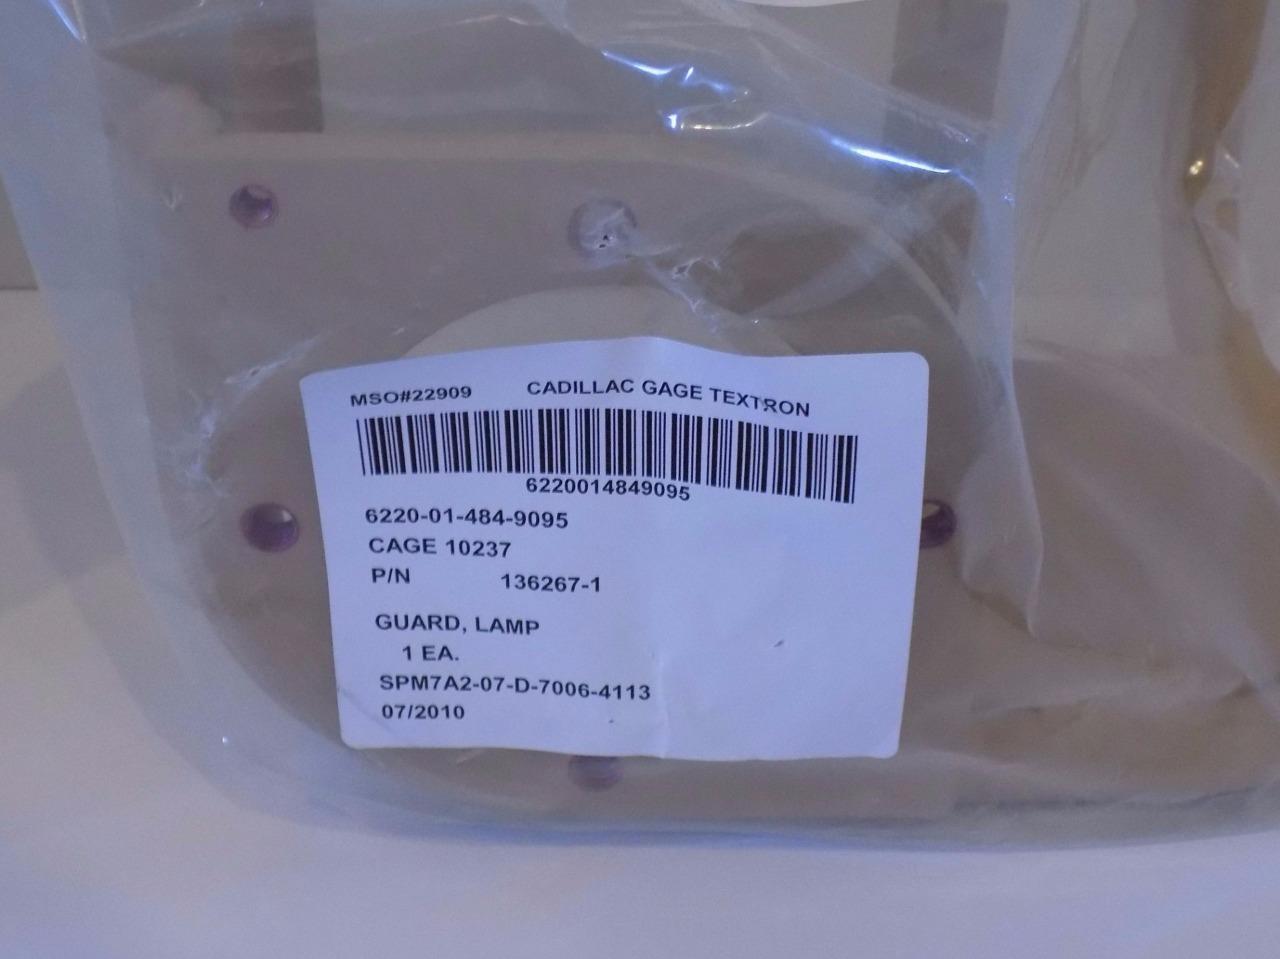 MSO#22909 CADILLAC GAGE TEXTRON
6220014849095
6220-01-484-9095
CAGE 10237
P/N 136267-1
GUARD, LAMP
1 EA.
SPM7A2-07-D-7006-4113
07/2010